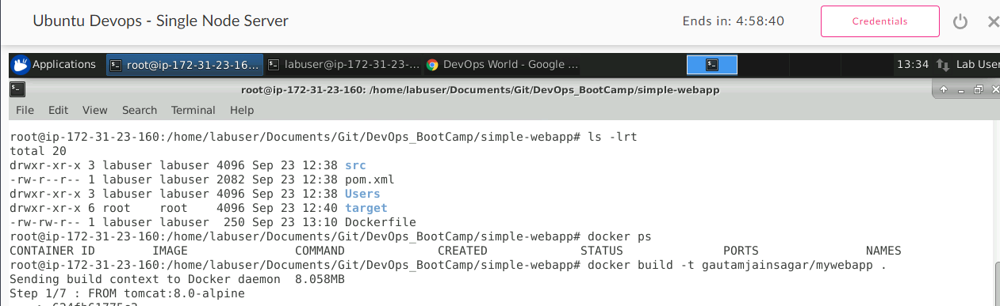 Ubuntu Devops - Single Node Server
Ends in: 4:58:40
Credentials
Applications
root@ip-172-31-23-16...
labuser@ip-172-31-23-...
DevOps World - Google ...
13:34
Lab User
root@ip-172-31-23-160: /home/labuser/Documents/Git/DevOps_BootCamp/simple-webapp
File Edit View Search Terminal Help
root@ip-172-31-23-160:/home/labuser/Documents/Git/DevOps_BootCamp/simple-webapp# ls -lrt
total 20
drwxr-xr-x 3 labuser labuser 4096 Sep 23 12:38 src
-rw-r--r-- 1 labuser labuser 2082 Sep 23 12:38 pom.xml
drwxr-xr-x 3 labuser labuser 4096 Sep 23 12:38 Users
drwxr-xr-x 6 root    root    4096 Sep 23 12:40 target
-rw-rw-r-- 1 labuser labuser  250 Sep 23 13:10 Dockerfile
root@ip-172-31-23-160:/home/labuser/Documents/Git/DevOps_BootCamp/simple-webapp# docker ps
CONTAINER ID        IMAGE               COMMAND             CREATED             STATUS              PORTS               NAMES
root@ip-172-31-23-160:/home/labuser/Documents/Git/DevOps_BootCamp/simple-webapp# docker build -t gautamjainsagar/mywebapp .
Sending build context to Docker daemon  8.058MB
Step 1/7 : FROM tomcat:8.0-alpine